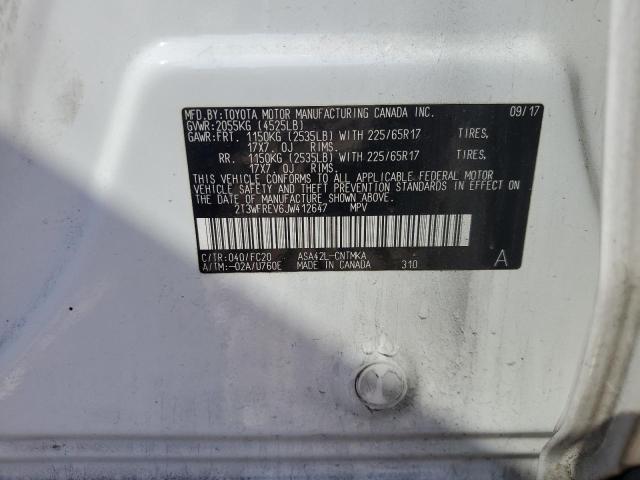 MFD.BY:TOYOTA MOTOR MANUFACTURING CANADA INC. 09/17
GVWR:2055KG (4525LB)
GAWR:FRT. 1150KG (2535LB) WITH 225/65R17 TIRES,
17X7.0J RIMS.
RR. 1150KG (2535LB) WITH 225/65R17 TIRES,
17X7.0J RIMS.
THIS VEHICLE CONFORMS TO ALL APPLICABLE FEDERAL MOTOR
VEHICLE SAFETY AND THEFT PREVENTION STANDARDS IN EFFECT ON
THE DATE OF MANUFACTURE SHOWN ABOVE.
2T3WFREV6JW412647 MPV
C/TR:040/FC20 ASA42L-CNTMKA
A/TM:-02A/U760E MADE IN CANADA 310 A